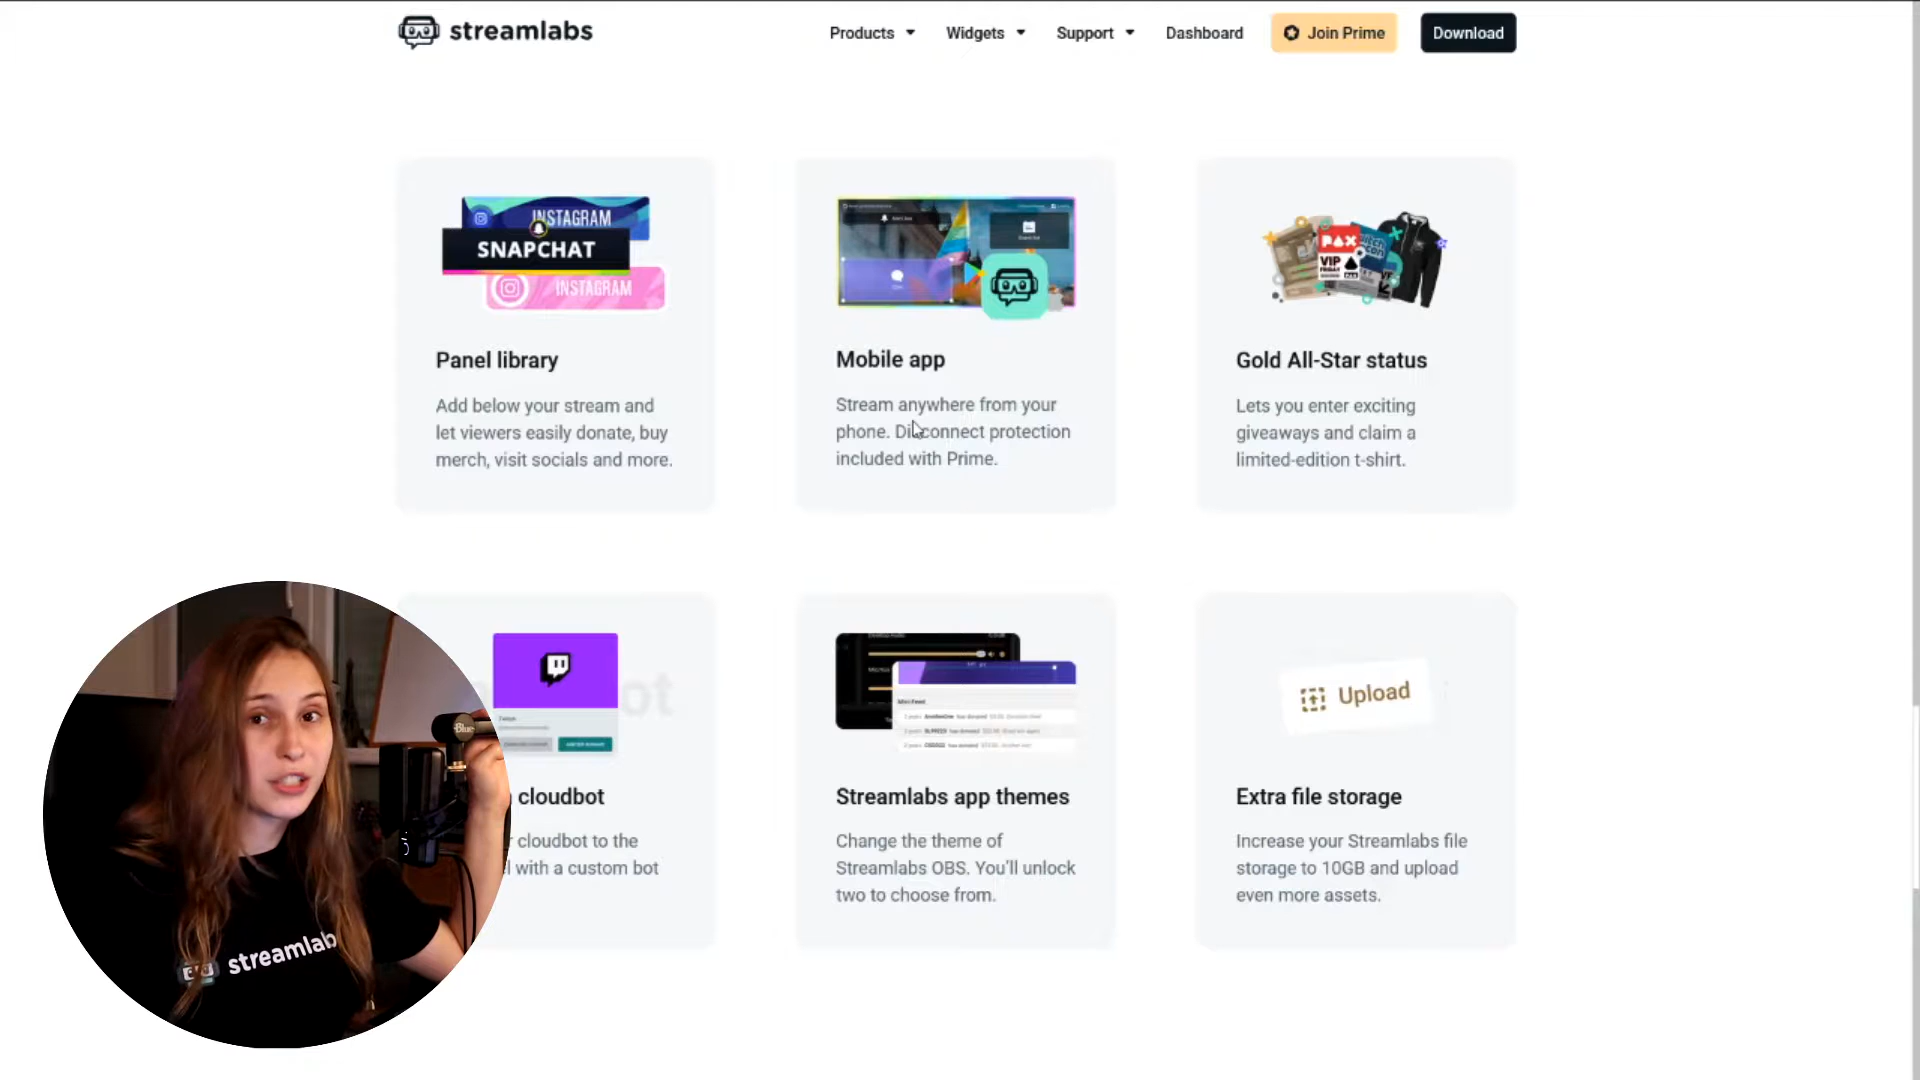 streamlabs
Products
Widgets
Support
Dashboard
Join Prime
Download
INSTAGRAM
SNAPCHAT
INSTAGRAM
PAX
VIP
FRIDAY
Panel library
Add below your stream and
let viewers easily donate, buy
merch, visit socials and more.
Mobile app
Stream anywhere from your
phone. Disconnect protection
included with Prime.
Gold All-Star status
Lets you enter exciting
giveaways and claim a
limited-edition t-shirt.
Upload
cloudbot
cloudbot to the
with a custom bot
Streamlabs app themes
Change the theme of
Streamlabs OBS. You'll unlock
two to choose from.
Extra file storage
Increase your Streamlabs file
storage to 10GB and upload
even more assets.
Blue
streamlab